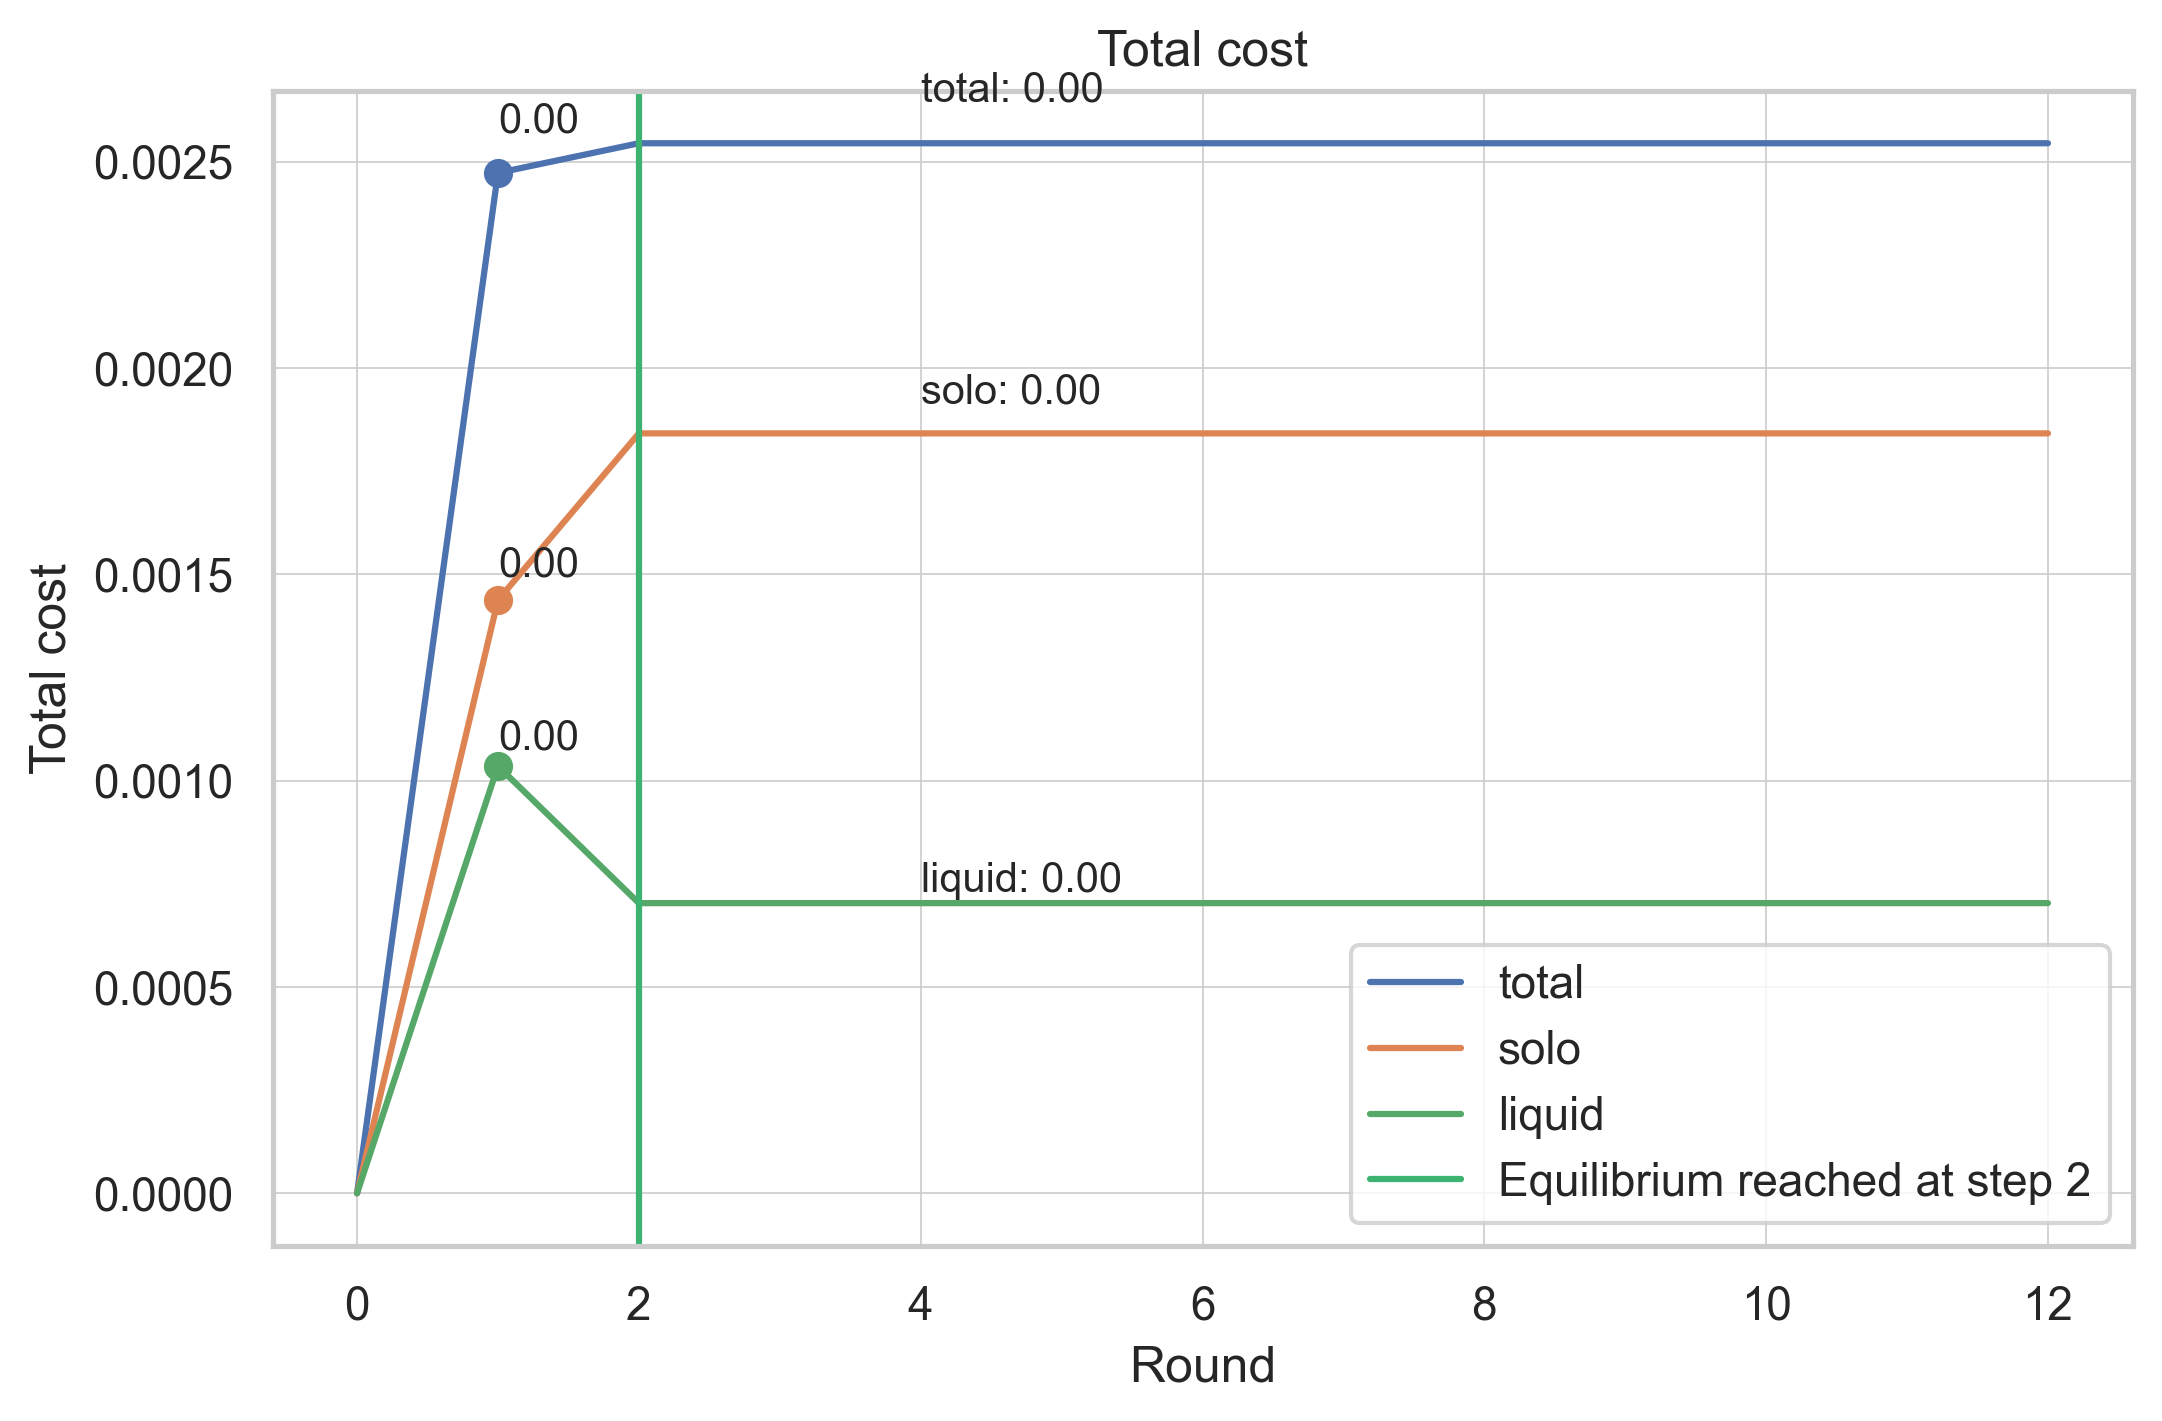 Total cost
total: 0.00
0.00
0.0025
0.0020
solo: 0.00
0.00
0.0015
0.00
0.0010
liquid: 0.00
0.0005
0.0000
Total cost
total
solo
liquid
Equilibrium reached at step 2
0 2 4 6 8 10 12
Round